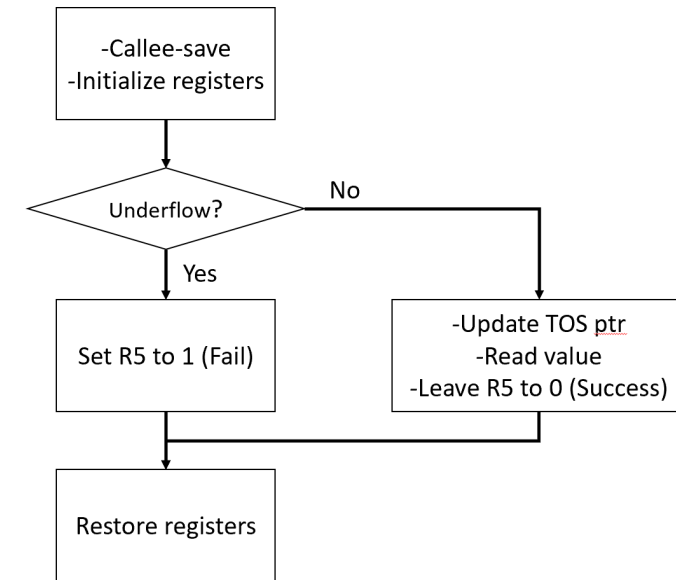 -Callee-save
-Initialize registers
Underflow?
No
Yes
Set R5 to 1 (Fail)
-Update TOS ptr
-Read value
-Leave R5 to 0 (Success)
Restore registers